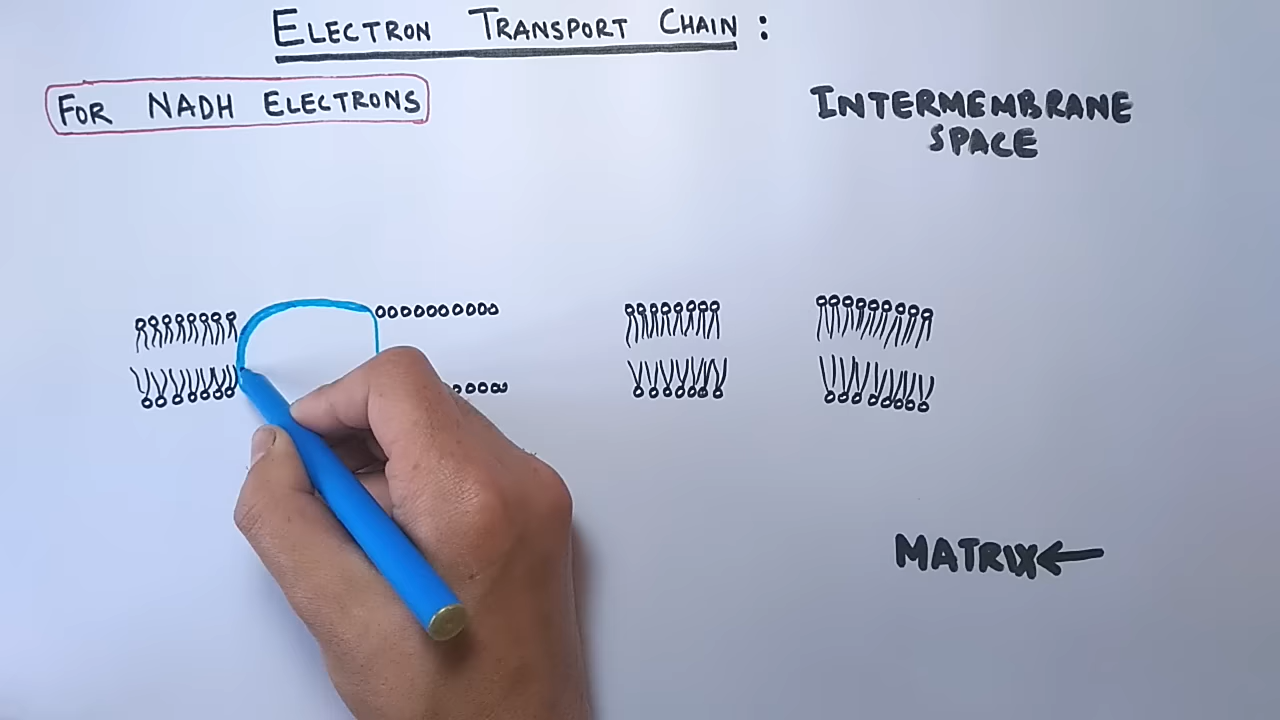 ELECTRON TRANSPORT CHAIN :
FOR NADH ELECTRONS
INTERMEMBRANE
SPACE
MATRIX